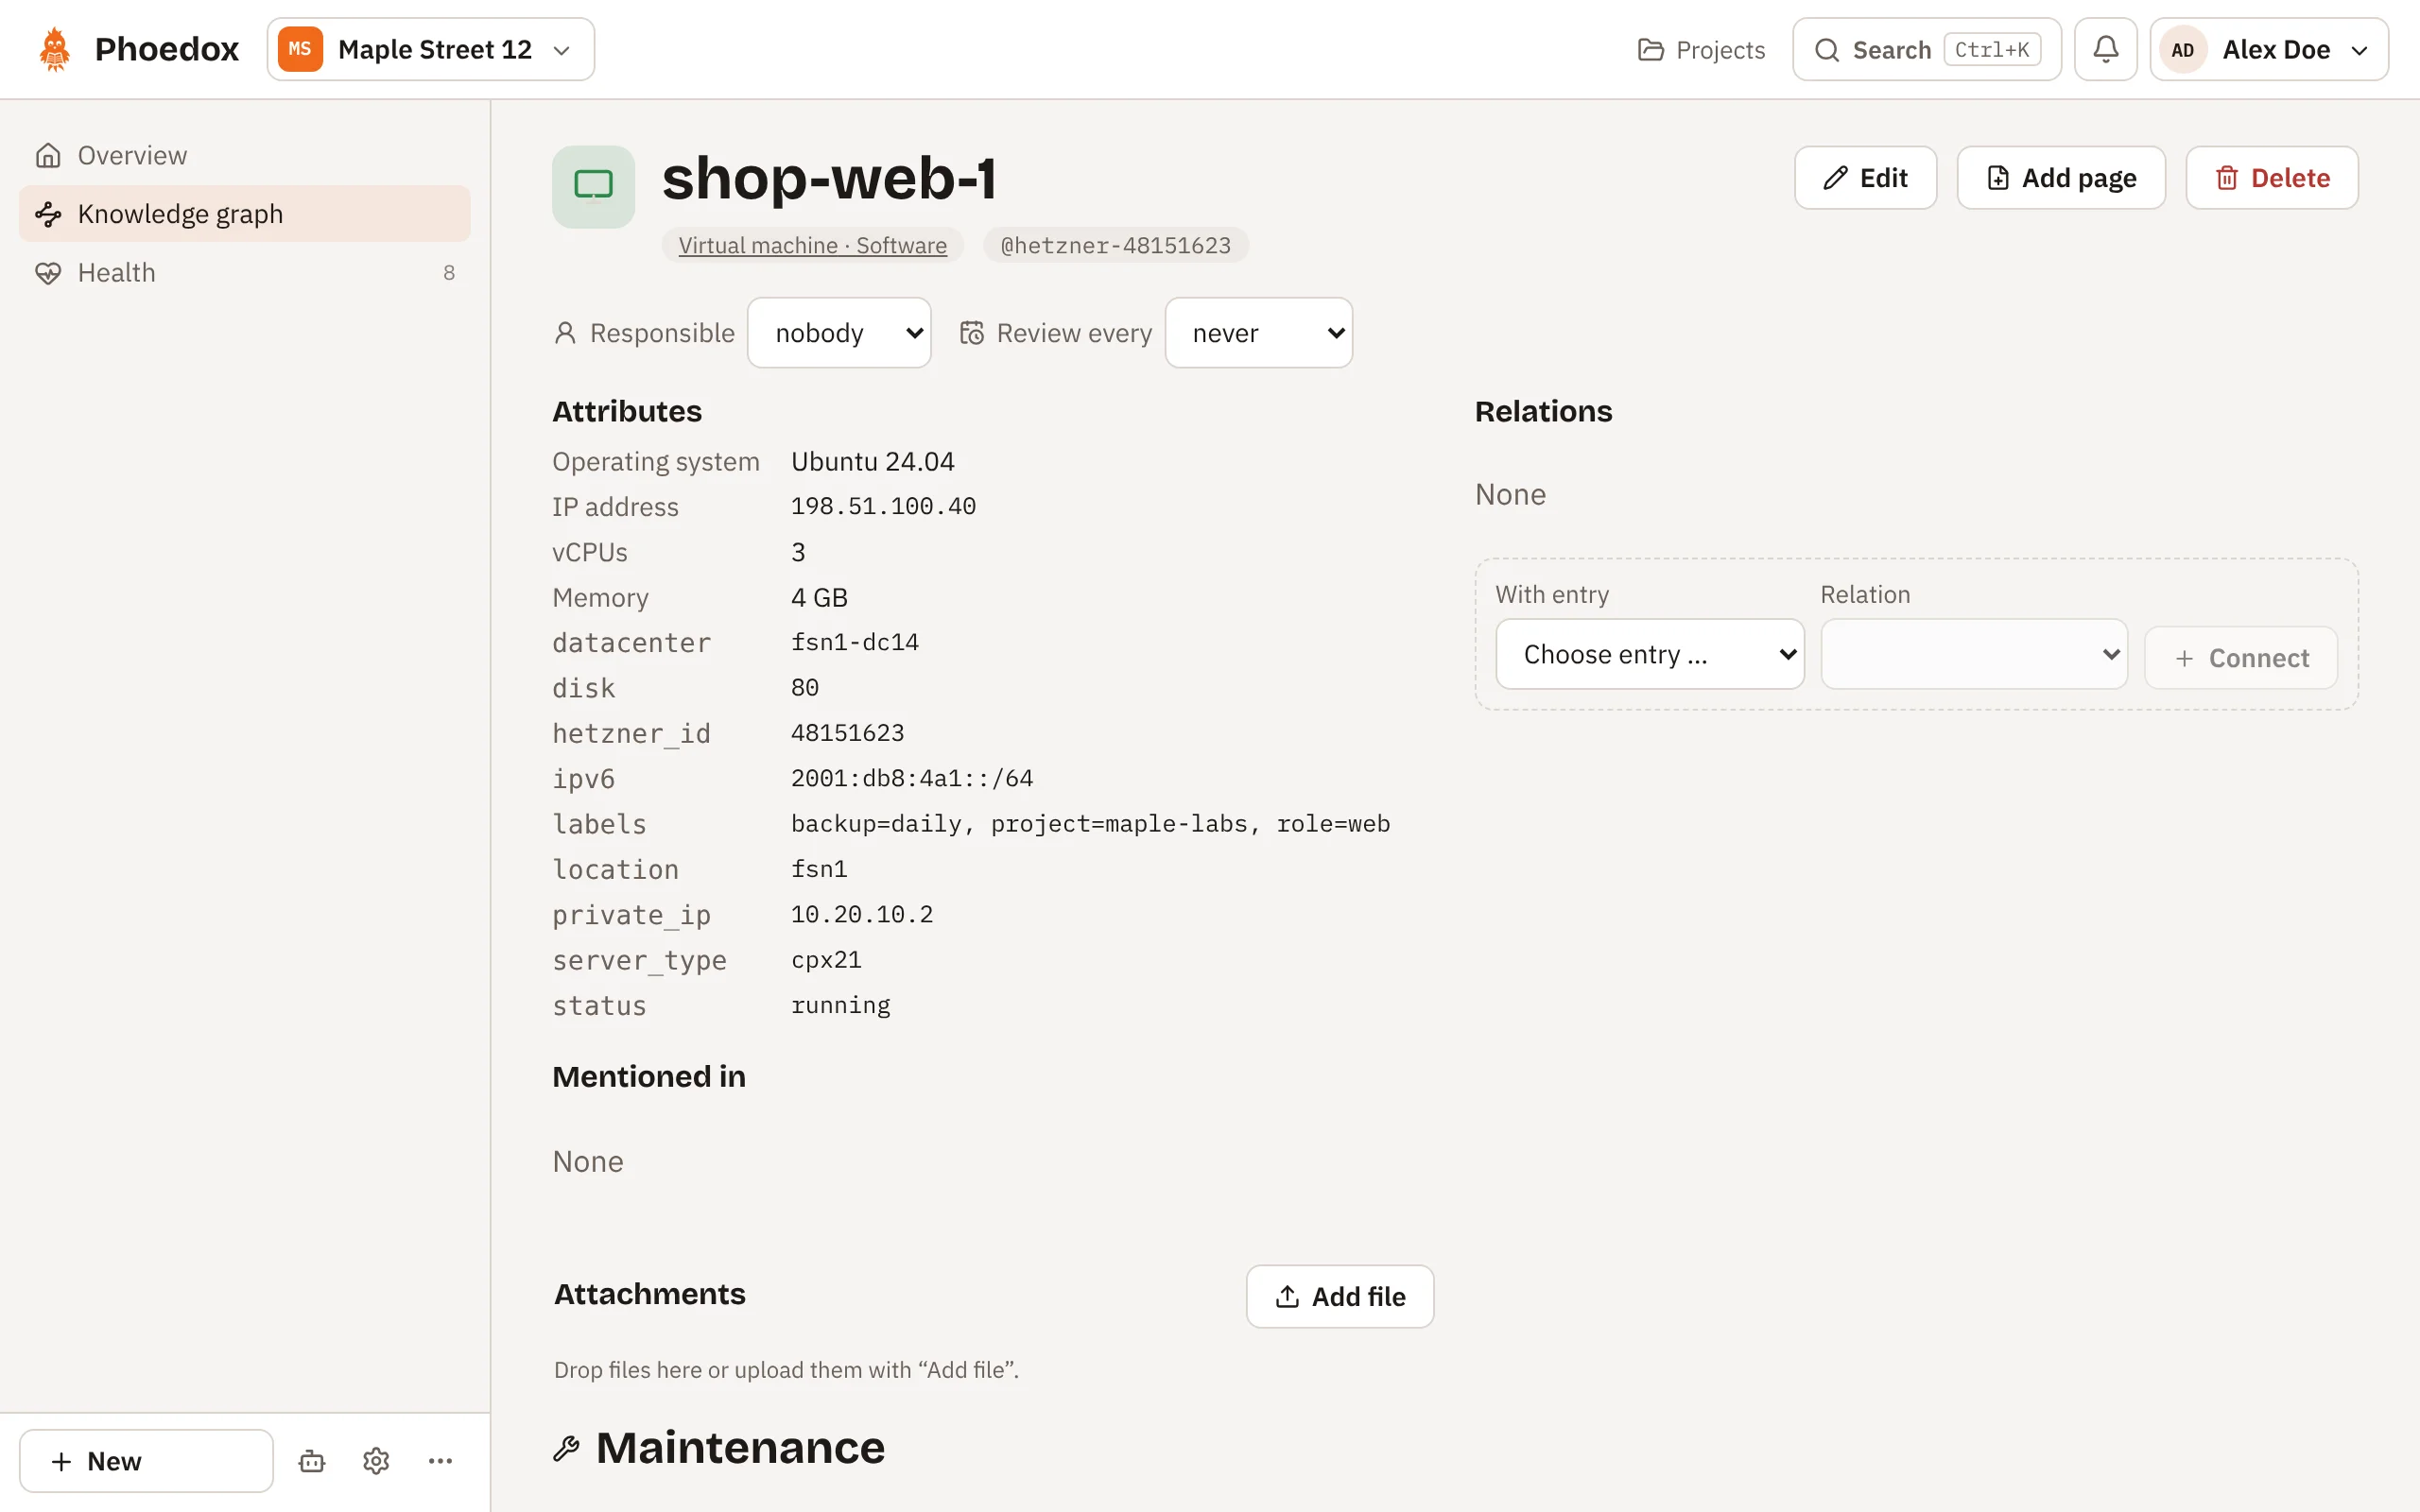 Phoedox
MS Maple Street 12
Projects
Search Ctrl+K
AD Alex Doe
Overview
Knowledge graph
Health 8
shop-web-1
Virtual machine · Software @hetzner-48151623
Edit
Add page
Delete
Responsible nobody Review every never
Attributes
Operating system Ubuntu 24.04
IP address 198.51.100.40
vCPUs 3
Memory 4 GB
datacenter fsn1-dc14
disk 80
hetzner_id 48151623
ipv6 2001:db8:4a1::/64
labels backup=daily, project=maple-labs, role=web
location fsn1
private_ip 10.20.10.2
server_type cpx21
status running
Relations
None
With entry Relation
Choose entry ... + Connect
Mentioned in
None
Attachments Add file
Drop files here or upload them with “Add file”.
Maintenance
+ New